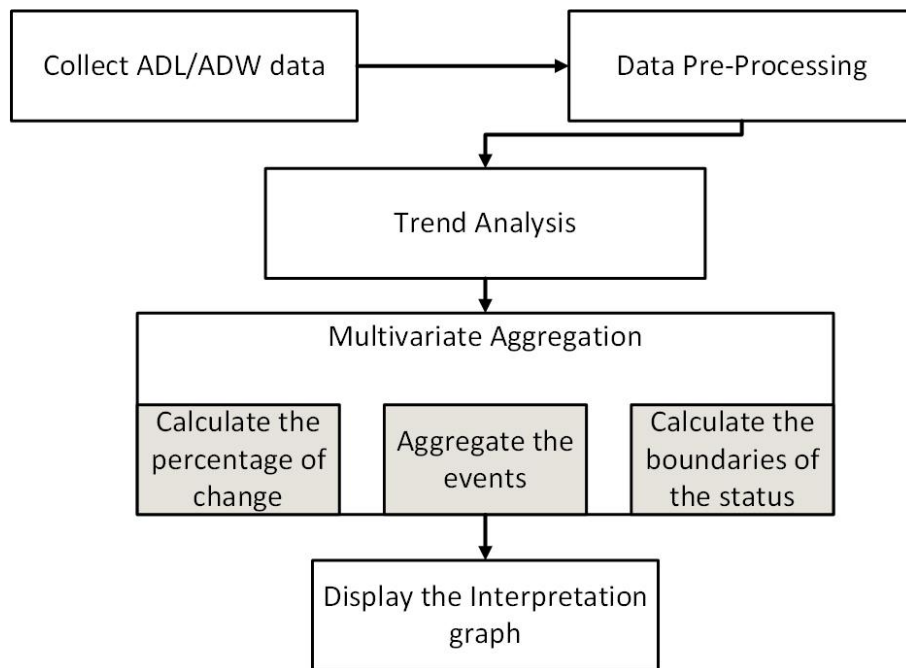 Collect ADL/ADW data
Data Pre-Processing
Trend Analysis
Multivariate Aggregation
Calculate the
percentage of
change
Aggregate the
events
Calculate the
boundaries of
the status
Display the Interpretation
graph